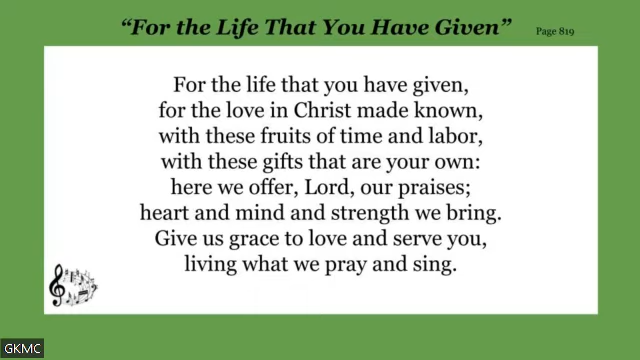 “For the Life That You Have Given” Page 819
For the life that you have given,
for the love in Christ made known,
with these fruits of time and labor,
with these gifts that are your own:
here we offer, Lord, our praises;
heart and mind and strength we bring.
Give us grace to love and serve you,
living what we pray and sing.
GKMC